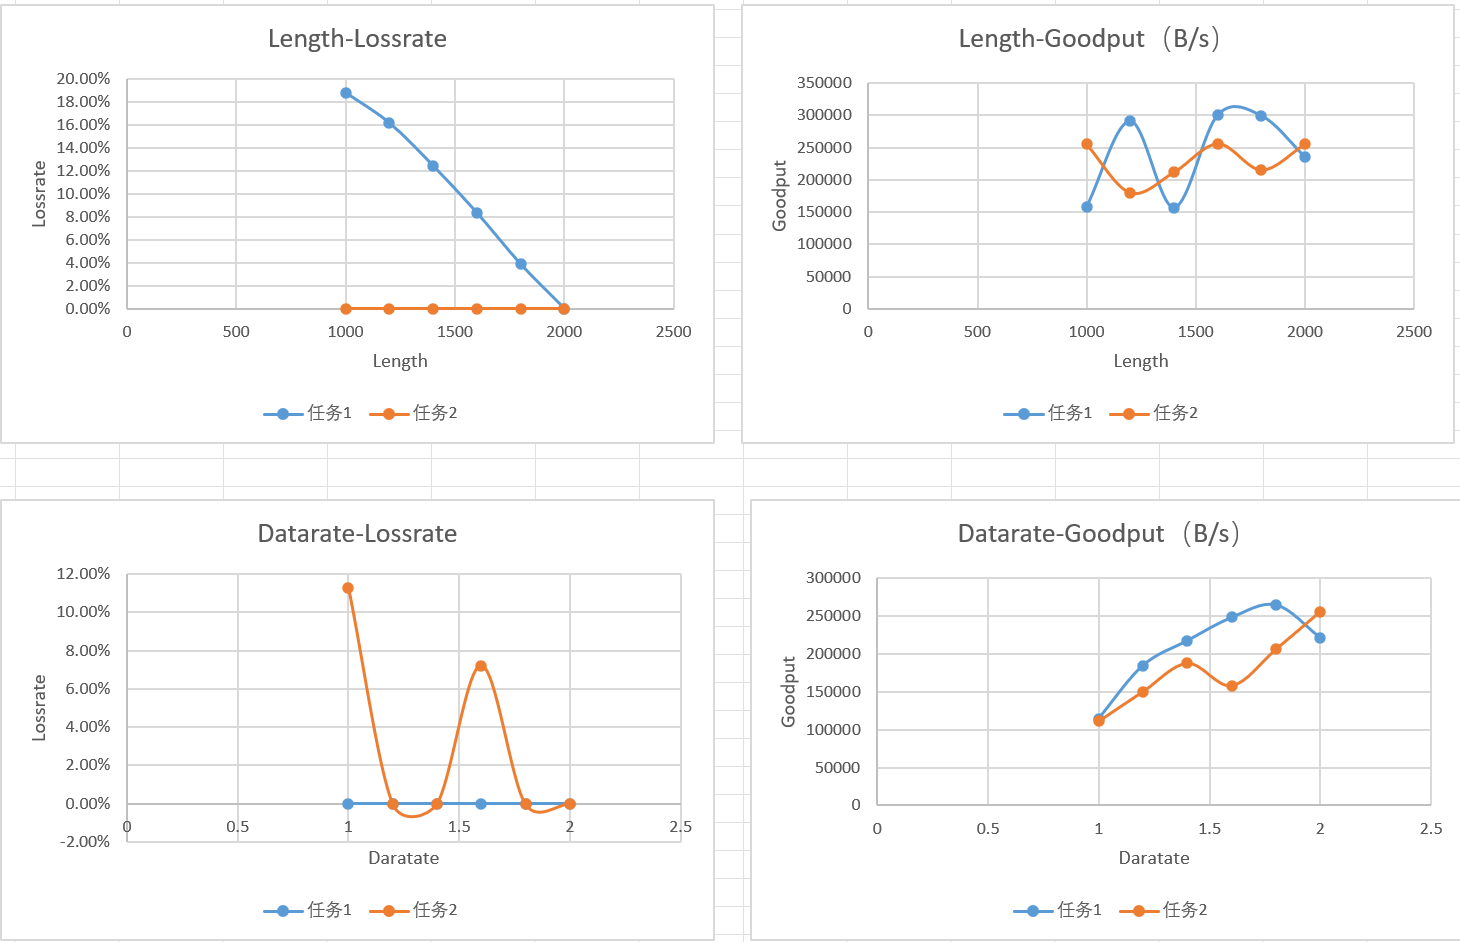 Length-Lossrate
20.00%
18.00%
16.00%
14.00%
12.00%
10.00%
8.00%
6.00%
4.00%
2.00%
0.00%
Lossrate
0 500 1000 1500 2000 2500
Length
任务1 任务2
Length-Goodput（B/s）
350000
300000
250000
200000
150000
100000
50000
0
Goodput
0 500 1000 1500 2000 2500
Length
任务1 任务2
Datarate-Lossrate
12.00%
10.00%
8.00%
6.00%
4.00%
2.00%
0.00%
-2.00%
Lossrate
0 0.5 1 1.5 2 2.5
Daratate
任务1 任务2
Datarate-Goodput（B/s）
300000
250000
200000
150000
100000
50000
0
Goodput
0 0.5 1 1.5 2 2.5
Daratate
任务1 任务2